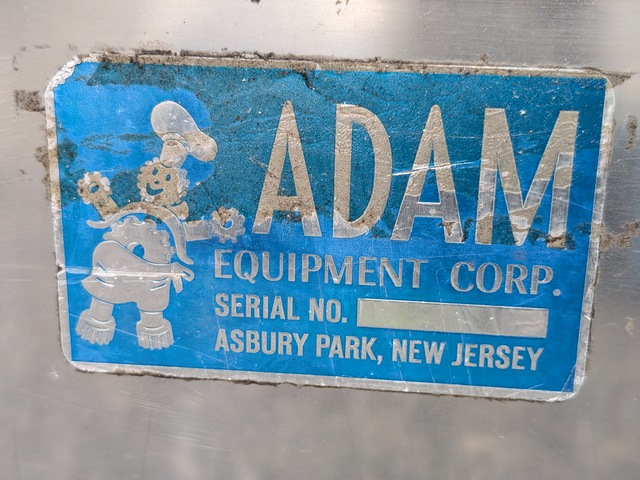 ADAM
EQUIPMENT CORP.
SERIAL NO.
ASBURY PARK, NEW JERSEY